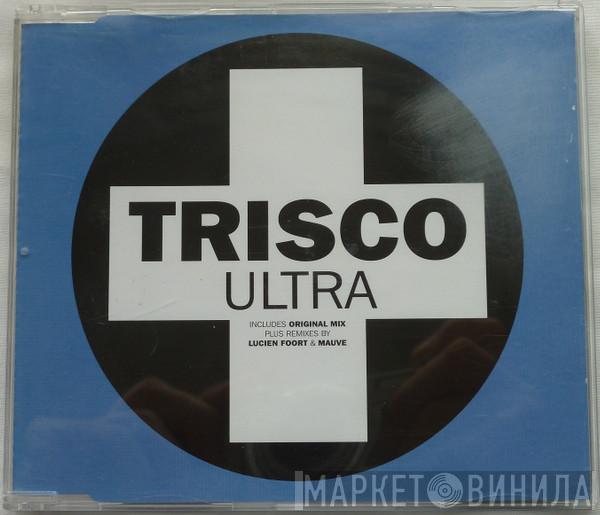 TRISCO
ULTRA
INCLUDES ORIGINAL MIX
PLUS REMIXES BY
LUCIEN FOORT & MAUVE
МАРКЕТ ВИНИЛА